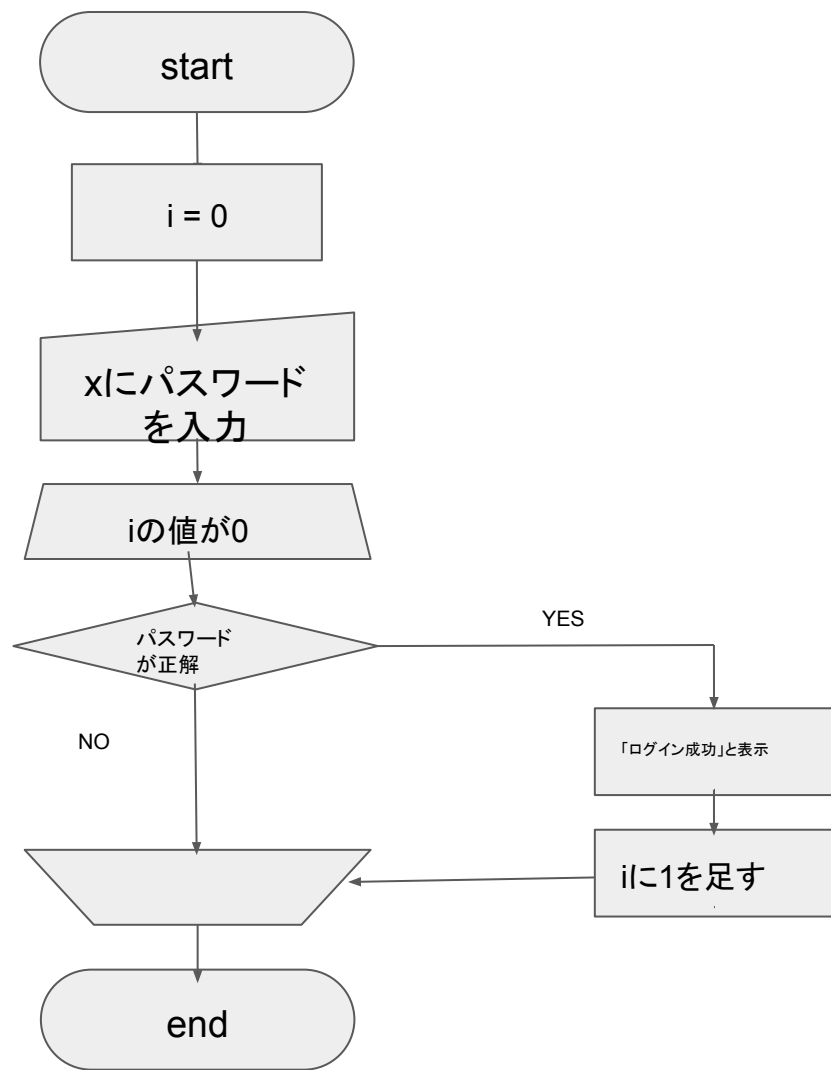 start
i = 0
xにパスワード
を入力
iの値が0
パスワード
が正解
YES
NO
「ログイン成功」と表示
iに1を足す
end